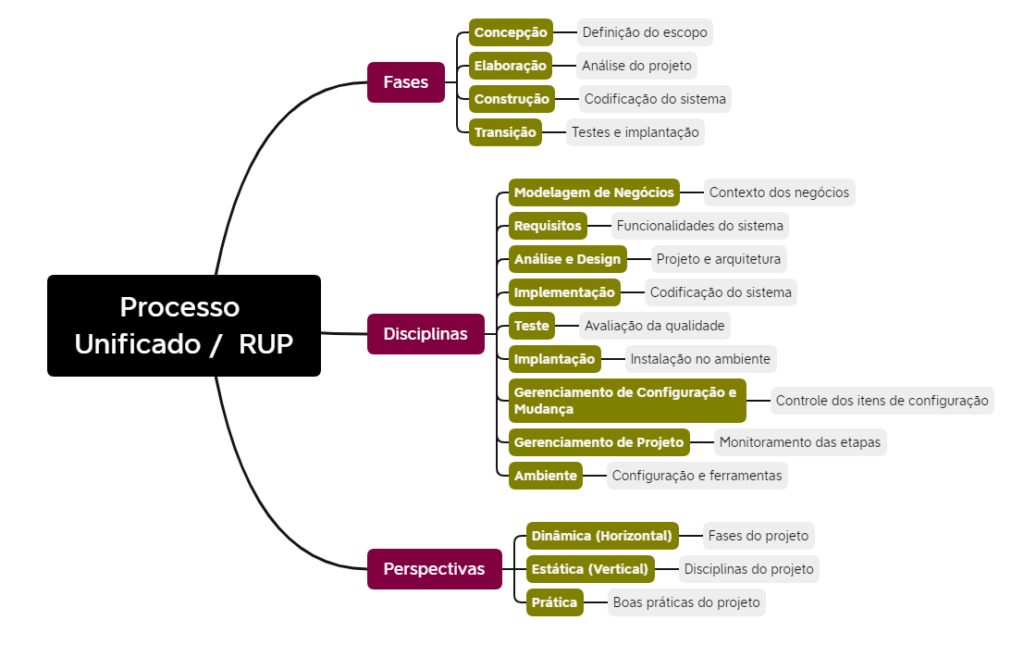 Processo
Unificado / RUP
Fases
Concepção
Definição do escopo
Elaboração
Análise do projeto
Construção
Codificação do sistema
Transição
Testes e implantação
Disciplinas
Modelagem de Negócios
Contexto dos negócios
Requisitos
Funcionalidades do sistema
Análise e Design
Projeto e arquitetura
Implementação
Codificação do sistema
Teste
Avaliação da qualidade
Implantação
Instalação no ambiente
Gerenciamento de Configuração e
Mudança
Controle dos itens de configuração
Gerenciamento de Projeto
Monitoramento das etapas
Ambiente
Configuração e ferramentas
Perspectivas
Dinâmica (Horizontal)
Fases do projeto
Estática (Vertical)
Disciplinas do projeto
Prática
Boas práticas do projeto